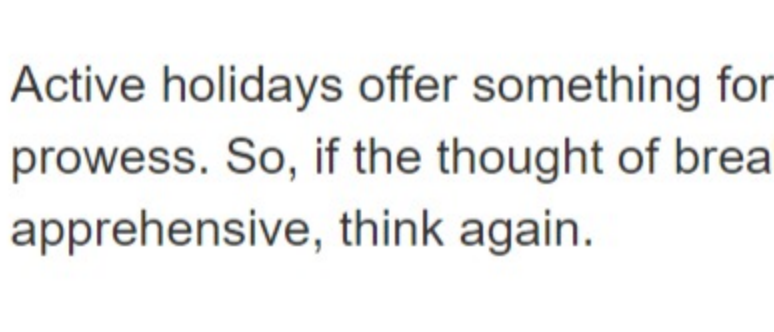 Active holidays offer something for
prowess. So, if the thought of brea
apprehensive, think again.